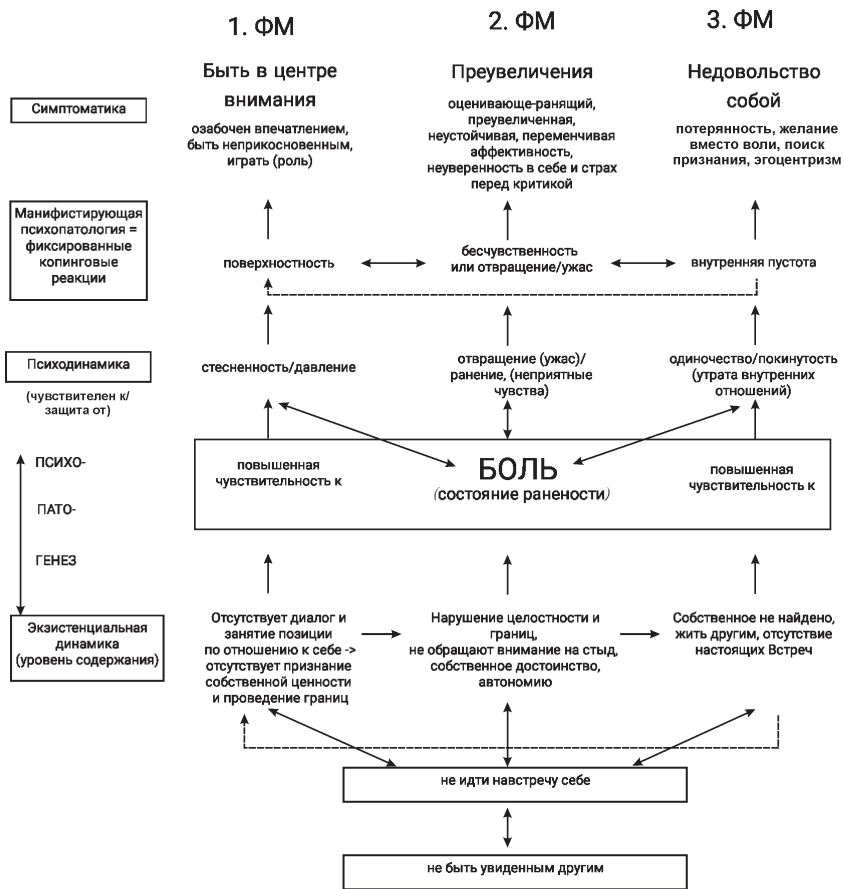 1. ФМ
2. ФМ
3. ФМ
Быть в центре
внимания
Преувеличения
Недовольство
собой
Симптоматика
озабочен впечатлением,
быть неприкосновенным,
играть (роль)
оценивающе-ранящий,
преувеличенная,
неустойчивая, переменчивая
аффективность,
неуверенность в себе и страх
перед критикой
потерянность, желание
вместо воли, поиск
признания, эгоцентризм
Манифистирующая
психопатология =
фиксированные
копинговые
реакции
поверхностность
бесчувственность
или отвращение/ужас
внутренняя пустота
Психодинамика
(чувствителен к/
защита от)
стесненность/давление
отвращение (ужас)/
ранение, (неприятные
чувства)
одиночество/покинутость
(утрата внутренних
отношений)
повышенная
чувствительность к
БОЛЬ
(состояние ранености)
повышенная
чувствительность к
ПСИХО-
ПАТО-
ГЕНЕЗ
Экзистенциальная
динамика
(уровень содержания)
Отсутствует диалог и
занятие позиции
по отношению к себе ->
отсутствует признание
собственной ценности
и проведение границ
Нарушение целостности и
границ,
не обращают внимание на стыд,
собственное достоинство,
автономию
Собственное не найдено,
жить другим, отсутствие
настоящих Встреч
не идти навстречу себе
не быть увиденным другим